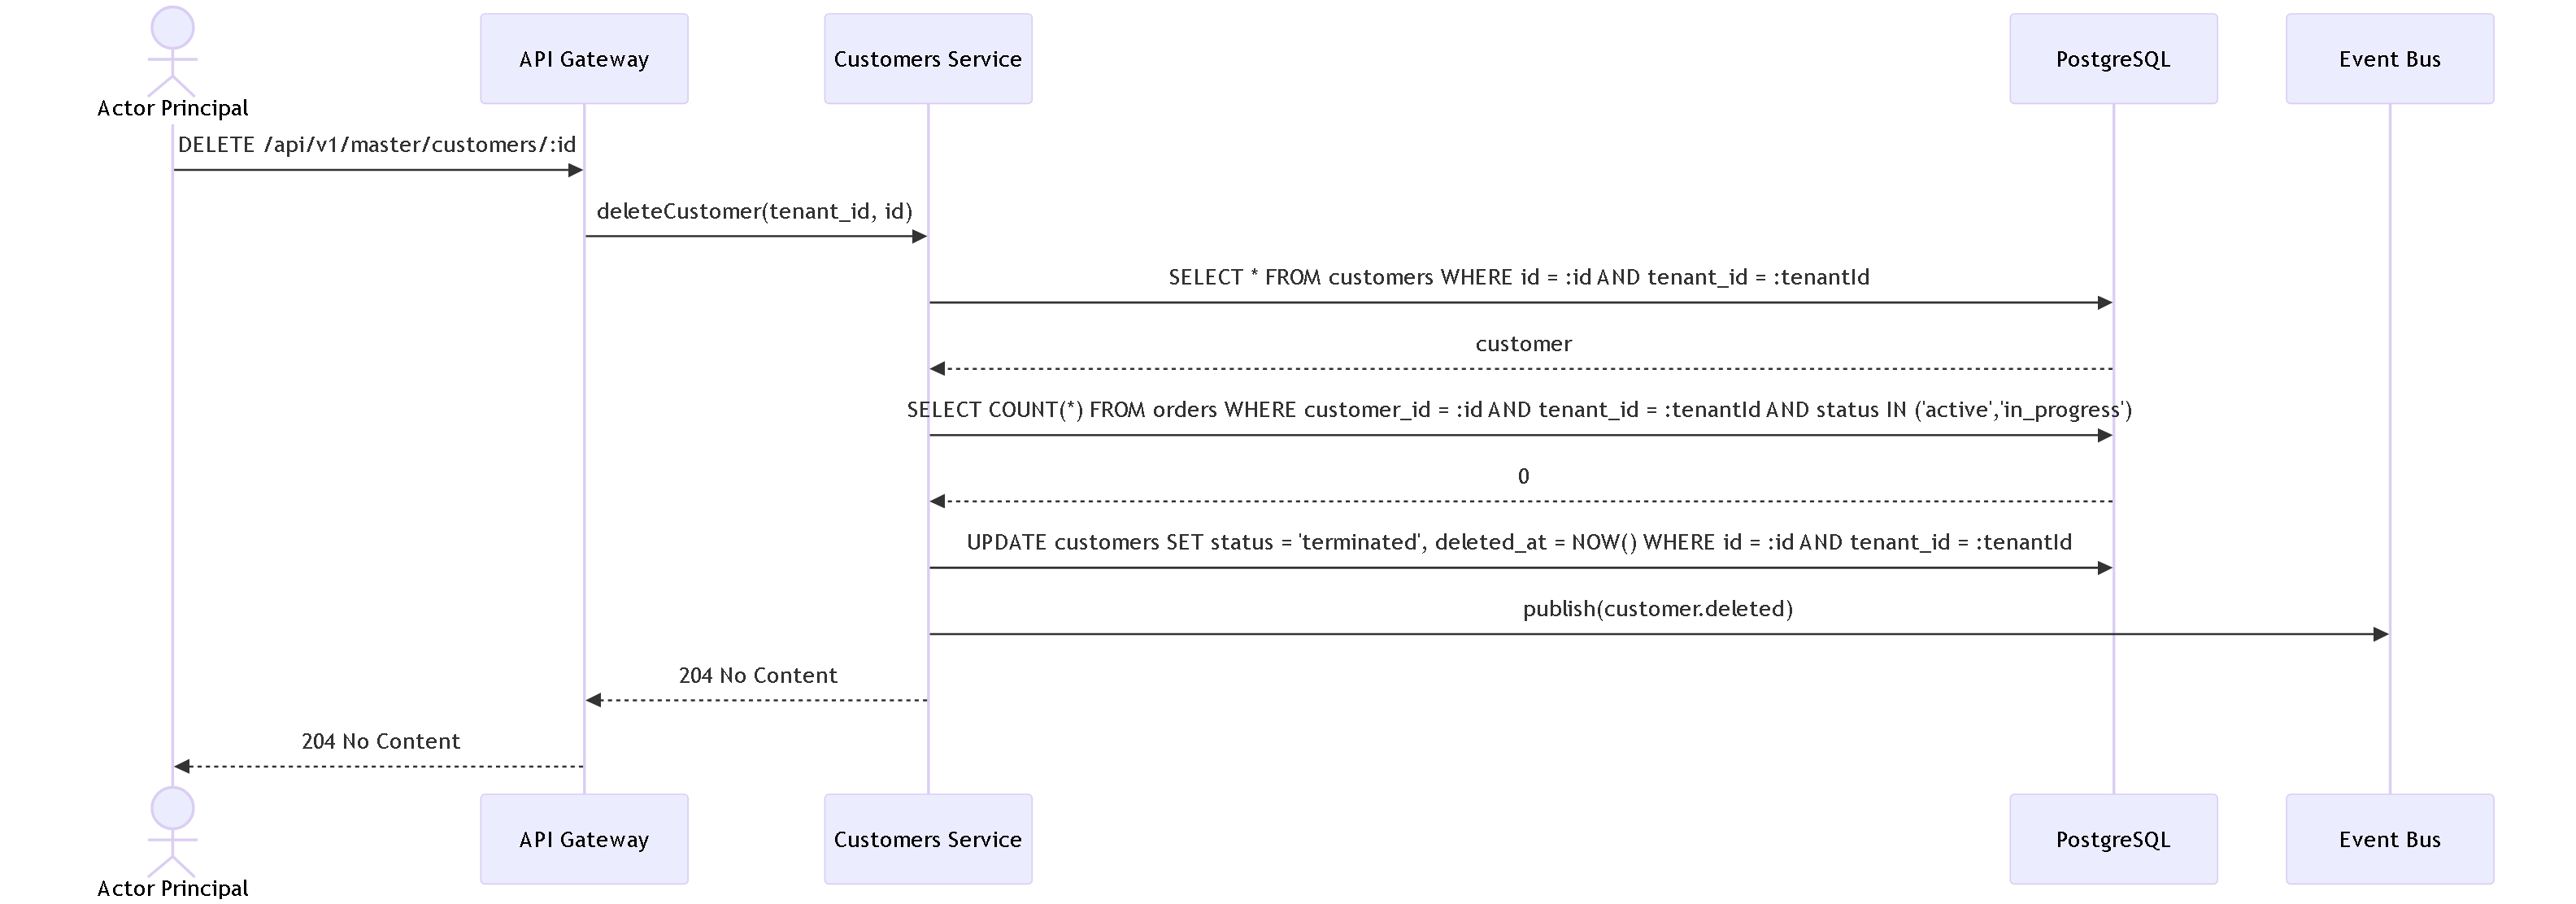 Actor Principal
API Gateway
Customers Service
PostgreSQL
Event Bus
DELETE /api/v1/master/customers/:id
deleteCustomer(tenant_id, id)
SELECT * FROM customers WHERE id = :id AND tenant_id = :tenantId
customer
SELECT COUNT(*) FROM orders WHERE customer_id = :id AND tenant_id = :tenantId AND status IN ('active','in_progress')
0
UPDATE customers SET status = 'terminated', deleted_at = NOW() WHERE id = :id AND tenant_id = :tenantId
publish(customer.deleted)
204 No Content
204 No Content
Actor Principal
API Gateway
Customers Service
PostgreSQL
Event Bus